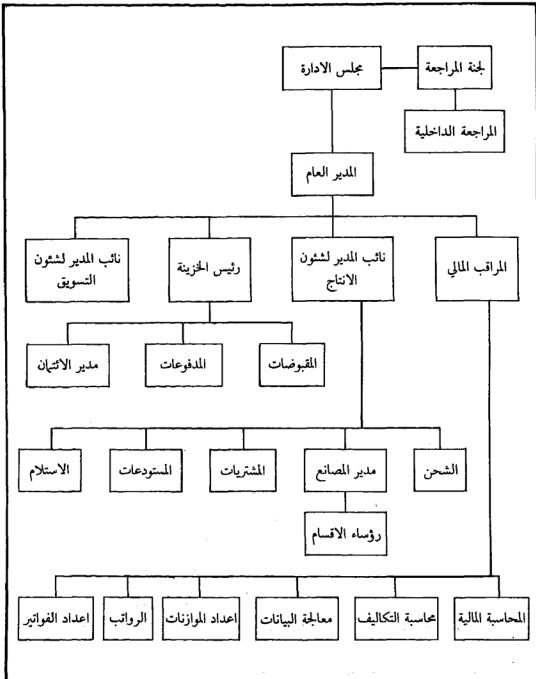 لجنة المراجعة
مجلس الادارة
المراجعة الداخلية
المدير العام
المراقب المالي
نائب المدير لشئون
الانتاج
رئيس الخزينة
نائب المدير لشئون
التسويق
المقبوضات
المدفوعات
مدير الائتمان
الشحن
مدير المصانع
المشتريات
المستودعات
الاستلام
رؤساء الاقسام
المحاسبة المالية
محاسبة التكاليف
معالجة البيانات
اعداد الموازنات
الرواتب
اعداد الفواتير